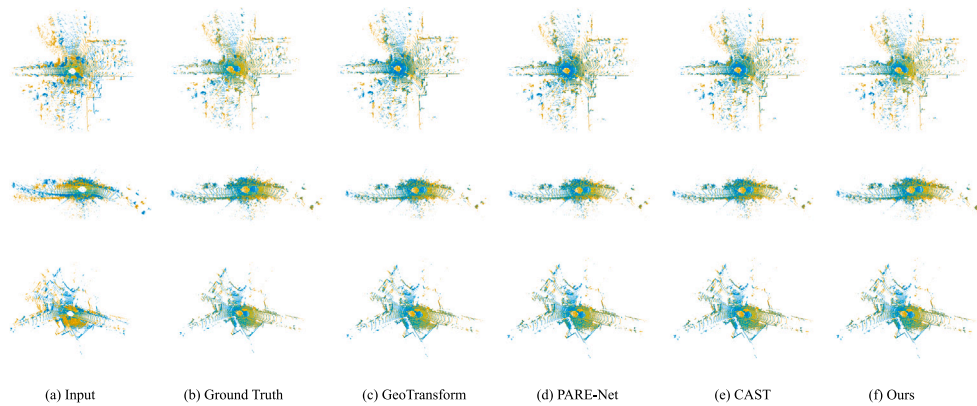 (a) Input
(b) Ground Truth
(c) GeoTransform
(d) PARE-Net
(e) CAST
(f) Ours